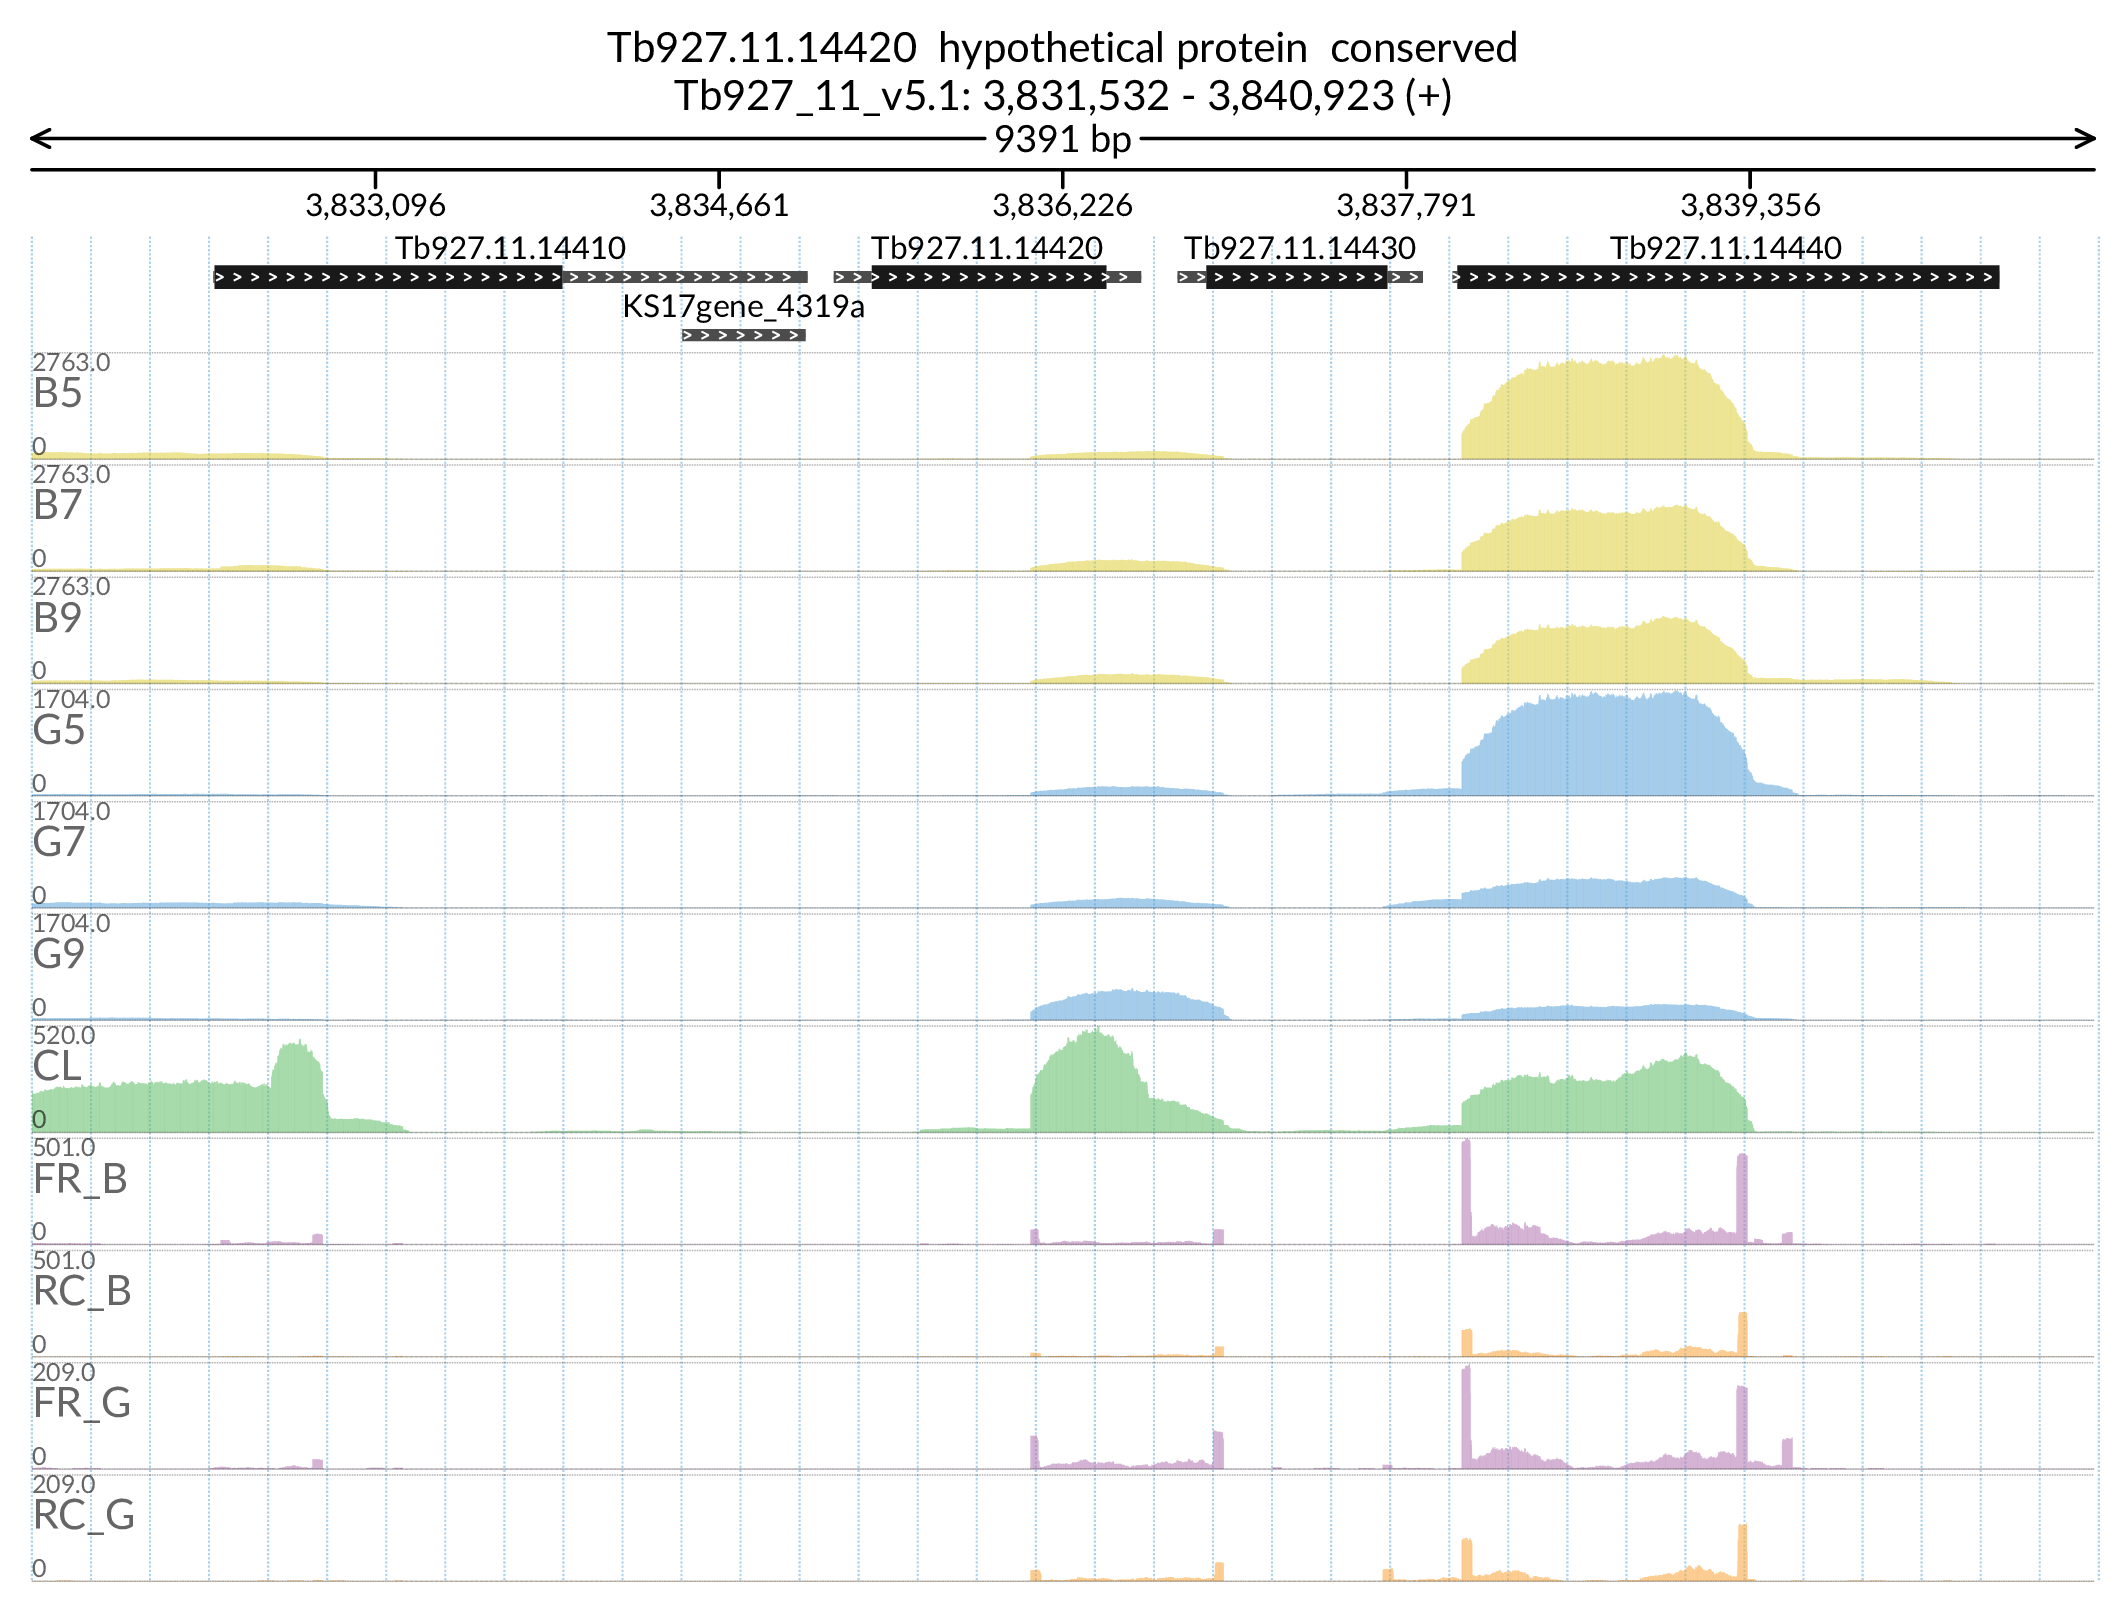 Tb927.11.14420  hypothetical protein  conserved
Tb927_11_v5.1: 3,831,532 - 3,840,923 (+)
9391 bp
3,833,096 3,834,661 3,836,226 3,837,791 3,839,356
Tb927.11.14410 Tb927.11.14420 Tb927.11.14430 Tb927.11.14440
KS17gene_4319a
2763.0
B5
0
2763.0
B7
0
2763.0
B9
0
1704.0
G5
0
1704.0
G7
0
1704.0
G9
0
520.0
CL
0
501.0
FR_B
0
501.0
RC_B
0
209.0
FR_G
0
209.0
RC_G
0